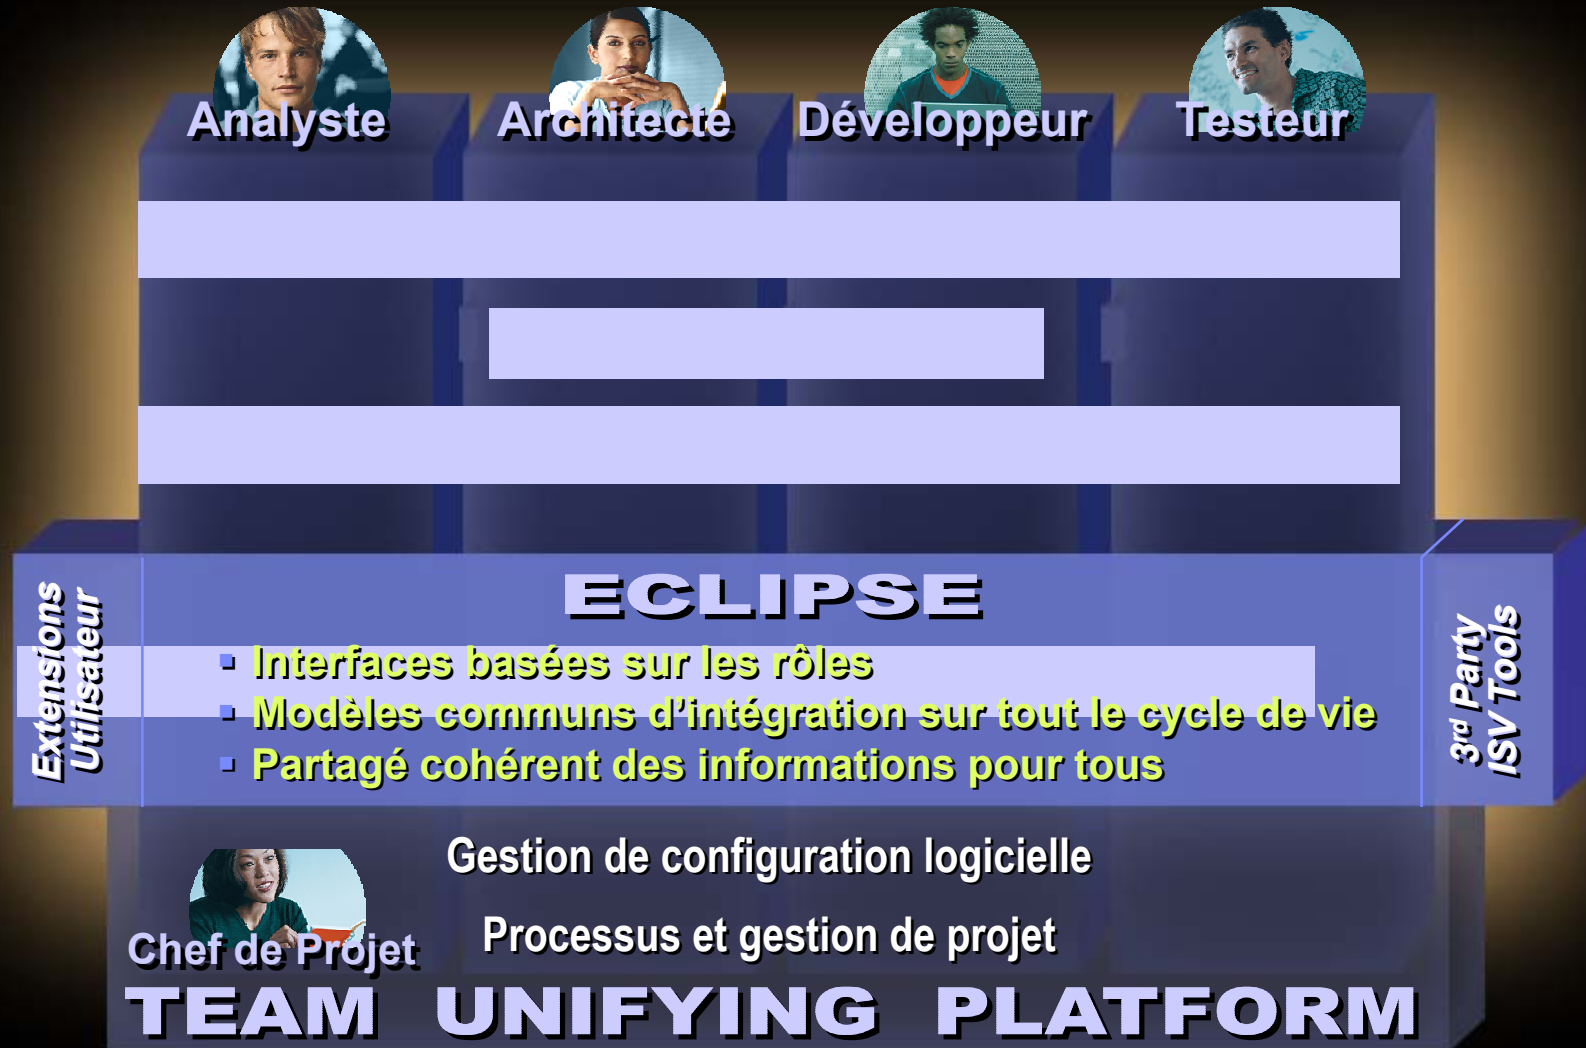 Analyste
Architecte
Développeur
Testeur
ECLIPSE
Extensions
Utilisateur
Interfaces basées sur les rôles
Modèles communs d’intégration sur tout le cycle de vie
Partagé cohérent des informations pour tous
3rd Party
ISV Tools
Gestion de configuration logicielle
Processus et gestion de projet
Chef de Projet
TEAM UNIFYING PLATFORM